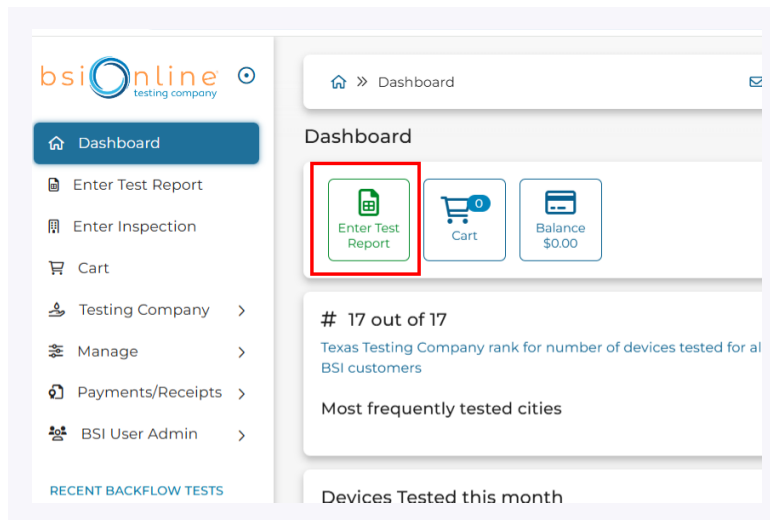 bsiOnline
testing company
Dashboard
Enter Test Report
Enter Inspection
Cart
Testing Company
Manage
Payments/Receipts
BSI User Admin
RECENT BACKFLOW TESTS
» Dashboard
Dashboard
Enter Test
Report
0
Cart
Balance
$0.00
# 17 out of 17
Texas Testing Company rank for number of devices tested for al
BSI customers
Most frequently tested cities
Devices Tested this month